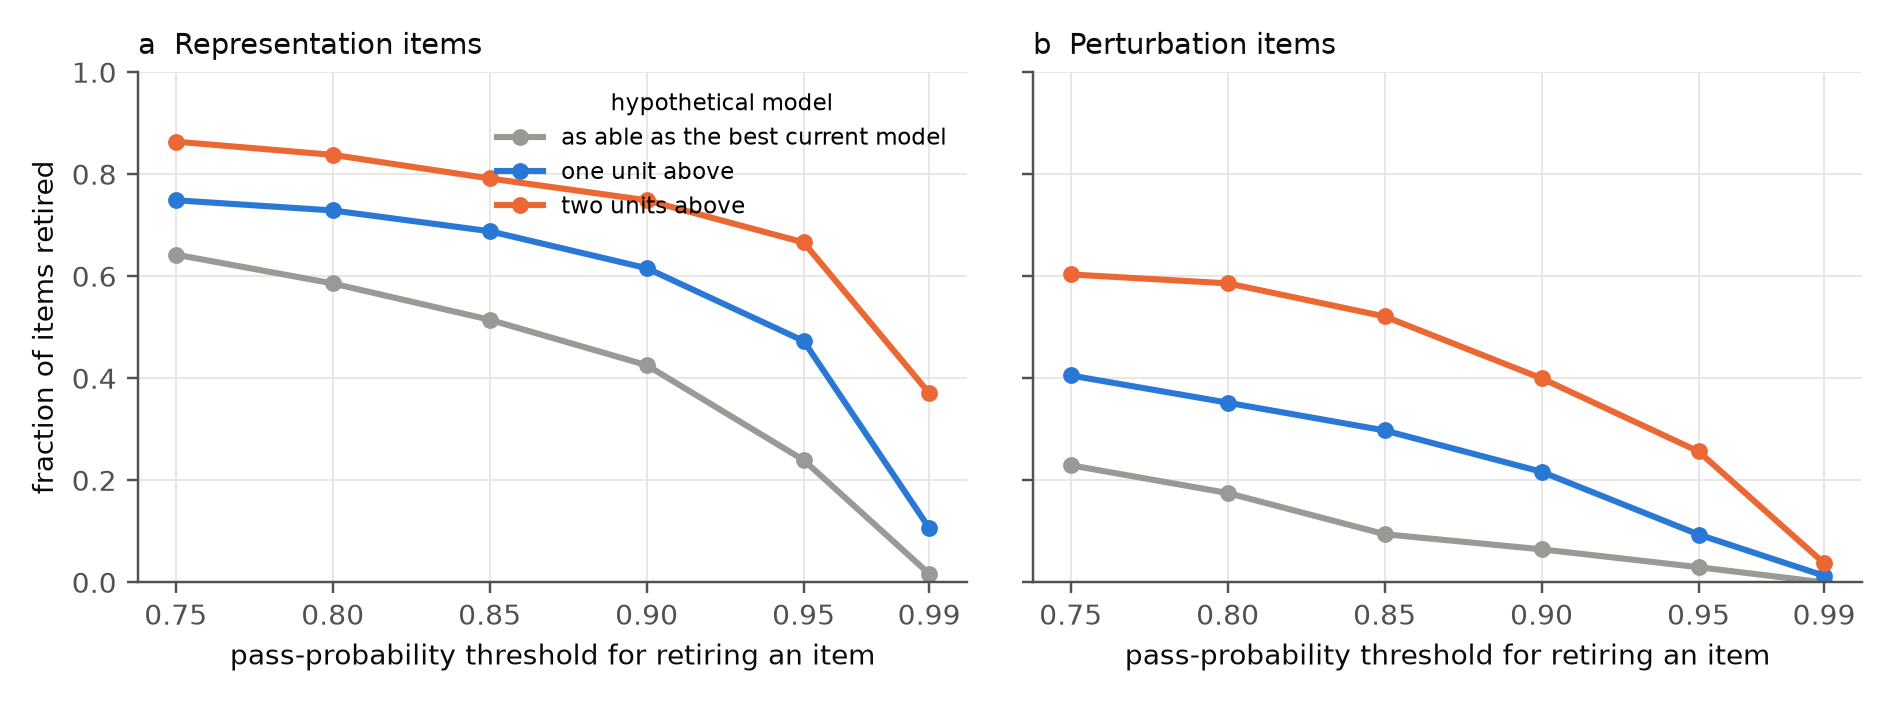 a Representation items
1.0
0.8
0.6
0.4
0.2
0.0
fraction of items retired
hypothetical model
as able as the best current model
one unit above
two units above
0.75 0.80 0.85 0.90 0.95 0.99
pass-probability threshold for retiring an item
b Perturbation items
0.75 0.80 0.85 0.90 0.95 0.99
pass-probability threshold for retiring an item